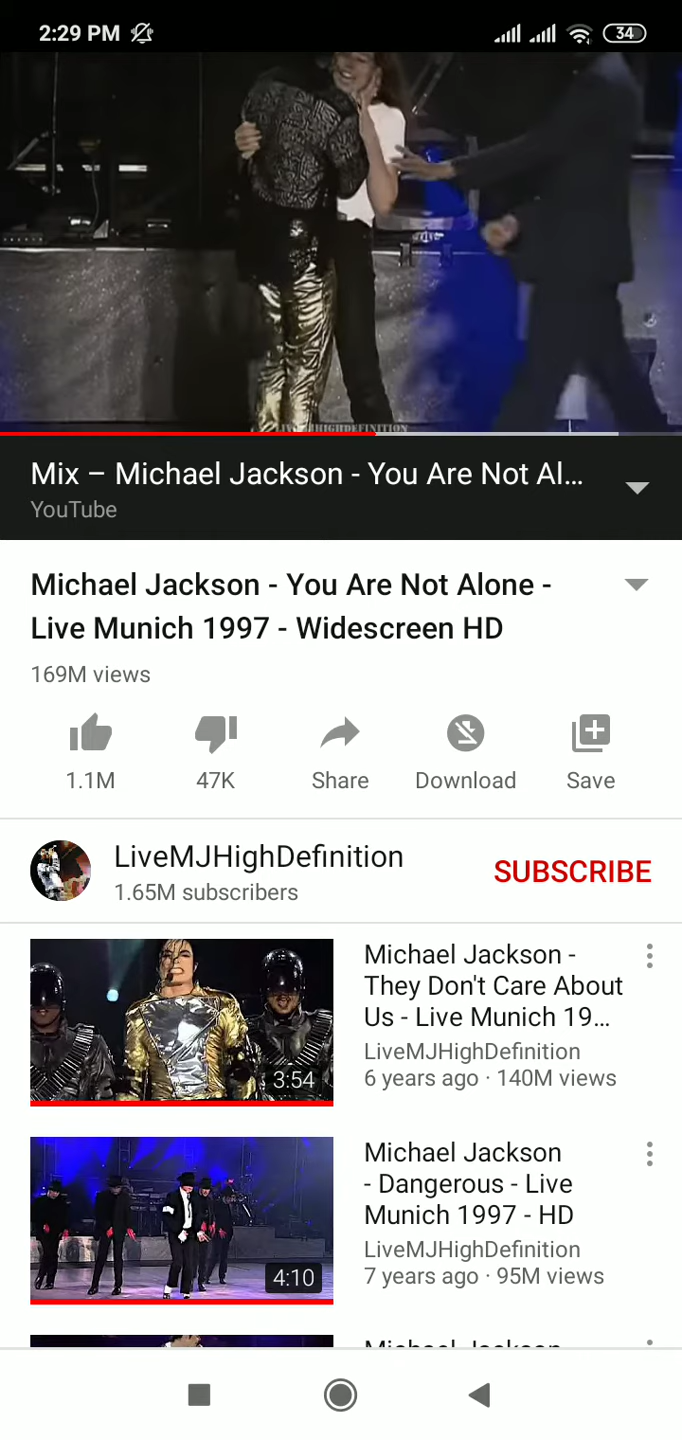 2:29 PM
34
LIVEMJHIGHDEFINITION
Mix – Michael Jackson - You Are Not Al...
YouTube
Michael Jackson - You Are Not Alone -
Live Munich 1997 - Widescreen HD
169M views
1.1M
47K
Share
Download
Save
LiveMJHighDefinition
1.65M subscribers
SUBSCRIBE
Michael Jackson -
They Don't Care About
Us - Live Munich 19...
LiveMJHighDefinition
6 years ago · 140M views
3:54
Michael Jackson
- Dangerous - Live
Munich 1997 - HD
LiveMJHighDefinition
7 years ago · 95M views
4:10
Michael Jackson